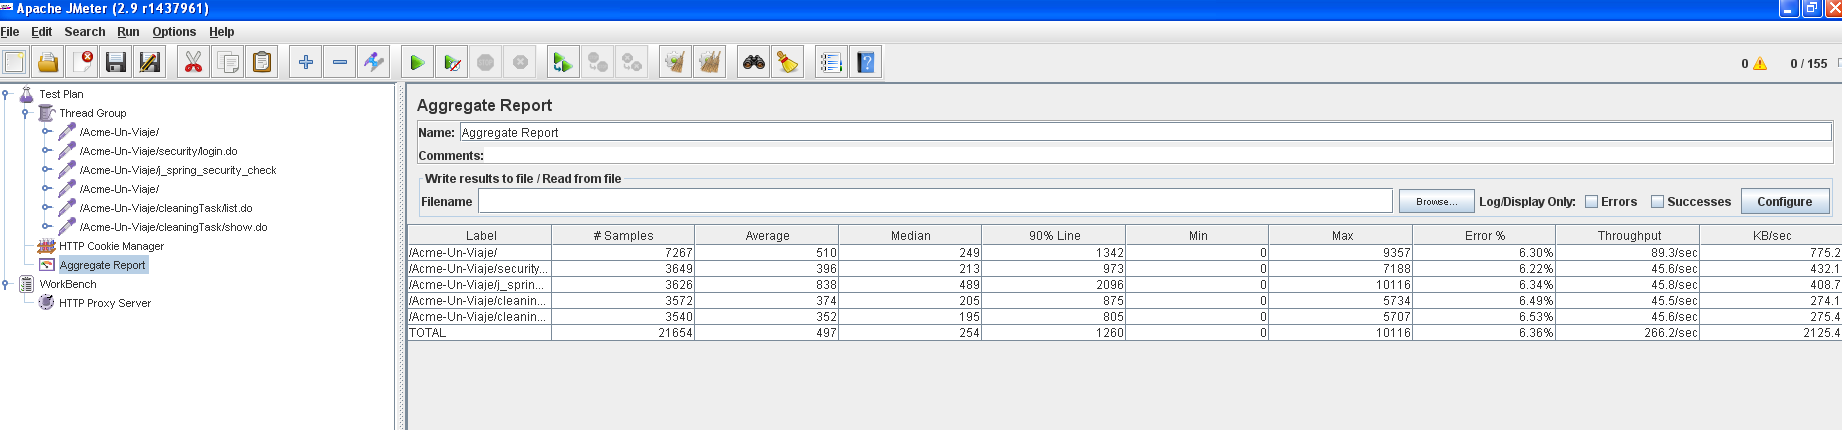 Apache JMeter (2.9 r1437961)
File Edit Search Run Options Help
0 0 / 155
Test Plan
Thread Group
/Acme-Un-Viaje/
/Acme-Un-Viaje/security/login.do
/Acme-Un-Viaje/j_spring_security_check
/Acme-Un-Viaje/
/Acme-Un-Viaje/cleaningTask/list.do
/Acme-Un-Viaje/cleaningTask/show.do
HTTP Cookie Manager
Aggregate Report
WorkBench
HTTP Proxy Server
Aggregate Report
Name: Aggregate Report
Comments:
Write results to file / Read from file
Filename Browse... Log/Display Only: Errors Successes Configure
Label # Samples Average Median 90% Line Min Max Error % Throughput KB/sec
/Acme-Un-Viaje/ 7267 510 249 1342 0 9357 6.30% 89.3/sec 775.2
/Acme-Un-Viaje/security... 3649 396 213 973 0 7188 6.22% 45.6/sec 432.1
/Acme-Un-Viaje/j_sprin... 3626 838 489 2096 0 10116 6.34% 45.8/sec 408.7
/Acme-Un-Viaje/cleanin... 3572 374 205 875 0 5734 6.49% 45.5/sec 274.1
/Acme-Un-Viaje/cleanin... 3540 352 195 805 0 5707 6.53% 45.6/sec 275.4
TOTAL 21654 497 254 1260 0 10116 6.36% 266.2/sec 2125.4